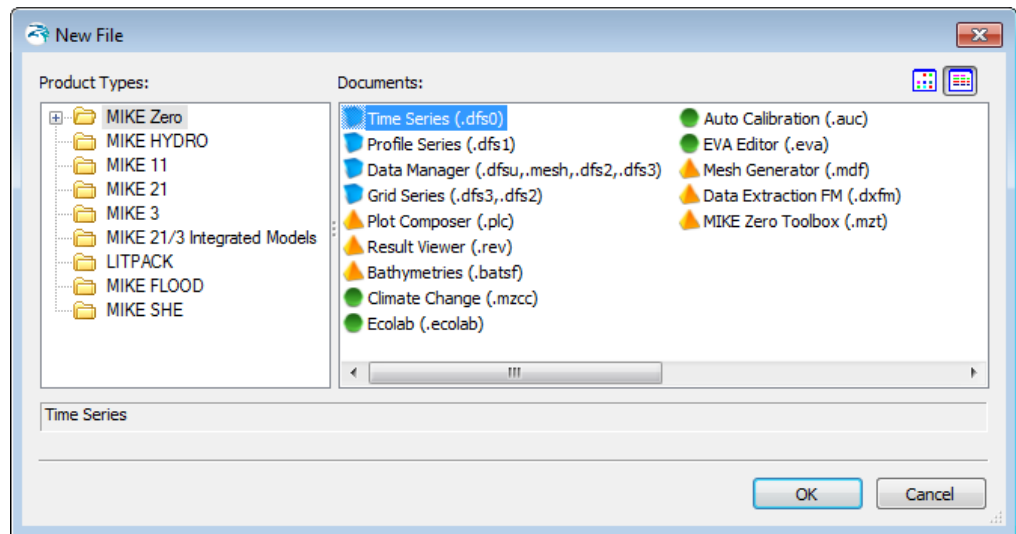 New File
Product Types:
MIKE Zero
MIKE HYDRO
MIKE 11
MIKE 21
MIKE 3
MIKE 21/3 Integrated Models
LITPACK
MIKE FLOOD
MIKE SHE
Documents:
Time Series (.dfs0)
Profile Series (.dfs1)
Data Manager (.dfsu,.mesh,.dfs2,.dfs3)
Grid Series (.dfs3,.dfs2)
Plot Composer (.plc)
Result Viewer (.rev)
Bathymetries (.batsf)
Climate Change (.mzcc)
Ecolab (.ecolab)
Auto Calibration (.auc)
EVA Editor (.eva)
Mesh Generator (.mdf)
Data Extraction FM (.dxfm)
MIKE Zero Toolbox (.mzt)
Time Series
OK
Cancel